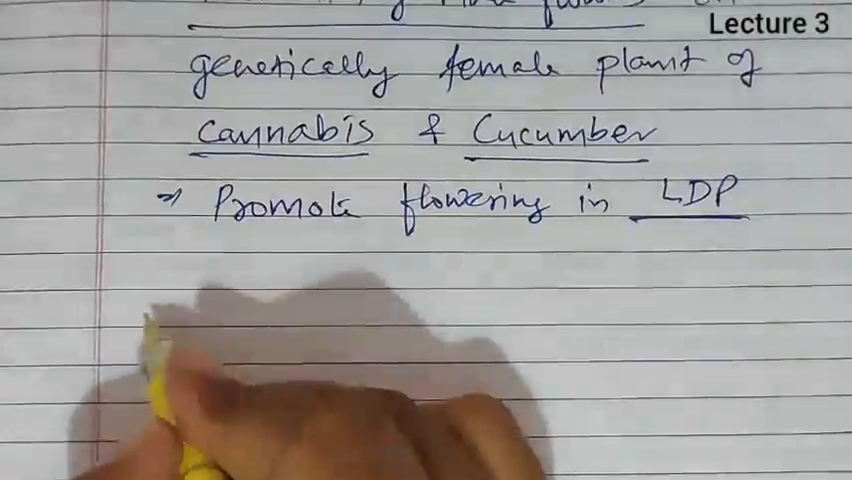 Lecture 3
genetically female plant of
Cannabis & Cucumber
⇒ Promote flowering in LDP